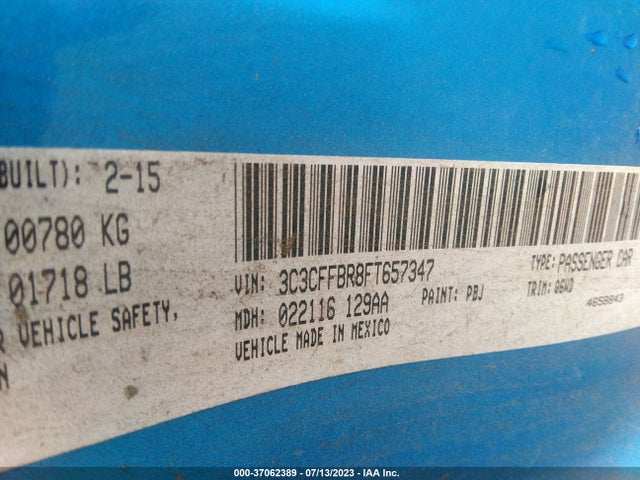 BUILT): 2-15
00780 KG
01718 LB
VEHICLE SAFETY,
VIN: 3C3CFFBR8FT657347
TYPE: PASSENGER CAR
MDH: 022116 129AA
PAINT: PBJ
TRIM: Q6XD
4658843
VEHICLE MADE IN MEXICO
000-37062389 - 07/13/2023 - IAA Inc.